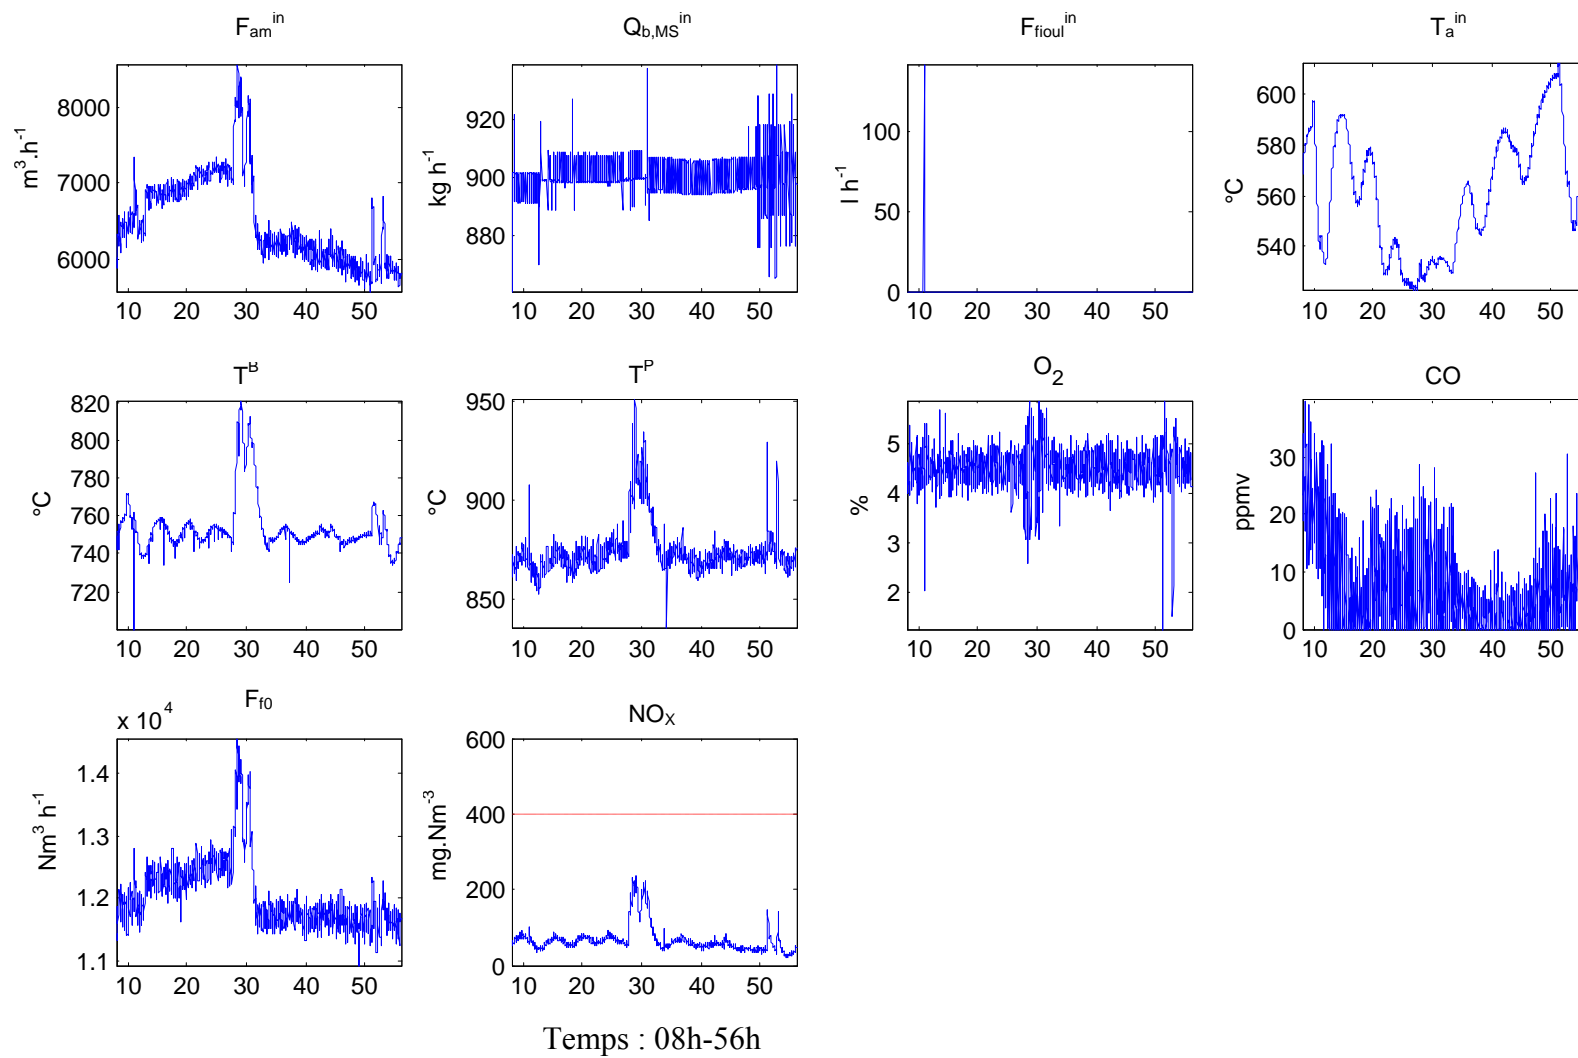 F_am^in
m³.h⁻¹
8000
7000
6000
10 20 30 40 50
Q_b,MS^in
kg h⁻¹
920
900
880
10 20 30 40 50
F_fioul^in
l h⁻¹
100
50
0
10 20 30 40 50
T_a^in
°C
600
580
560
540
10 20 30 40 50
T^B
°C
820
800
780
760
740
720
10 20 30 40 50
T^P
°C
950
900
850
10 20 30 40 50
O₂
%
5
4
3
2
10 20 30 40 50
CO
ppmv
30
20
10
0
10 20 30 40 50
F_f0
x 10⁴
Nm³ h⁻¹
1.4
1.3
1.2
1.1
10 20 30 40 50
NO_X
mg.Nm⁻³
600
400
200
0
10 20 30 40 50
Temps : 08h-56h